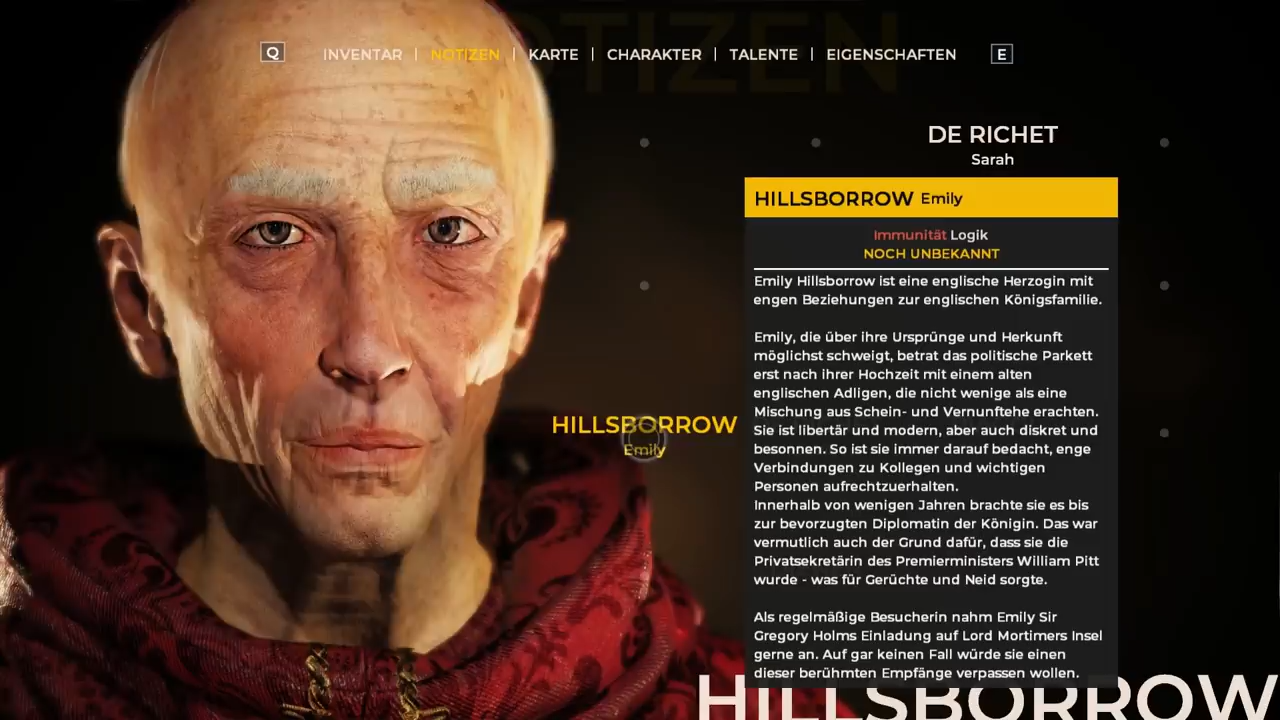 NOTIZEN
Q INVENTAR | NOTIZEN | KARTE | CHARAKTER | TALENTE | EIGENSCHAFTEN E
DE RICHET
Sarah
HILLSBORROW Emily
Immunität Logik
NOCH UNBEKANNT
Emily Hillsborrow ist eine englische Herzogin mit
engen Beziehungen zur englischen Königsfamilie.
Emily, die über ihre Ursprünge und Herkunft
möglichst schweigt, betrat das politische Parkett
erst nach ihrer Hochzeit mit einem alten
englischen Adligen, die nicht wenige als eine
Mischung aus Schein- und Vernunftehe erachten.
Sie ist libertär und modern, aber auch diskret und
besonnen. So ist sie immer darauf bedacht, enge
Verbindungen zu Kollegen und wichtigen
Personen aufrechtzuerhalten.
Innerhalb von wenigen Jahren brachte sie es bis
zur bevorzugten Diplomatin der Königin. Das war
vermutlich auch der Grund dafür, dass sie die
Privatsekretärin des Premierministers William Pitt
wurde - was für Gerüchte und Neid sorgte.
Als regelmäßige Besucherin nahm Emily Sir
Gregory Holms Einladung auf Lord Mortimers Insel
gerne an. Auf gar keinen Fall würde sie einen
dieser berühmten Empfänge verpassen wollen.
HILLSBORROW
Emily
HILLSBORROW